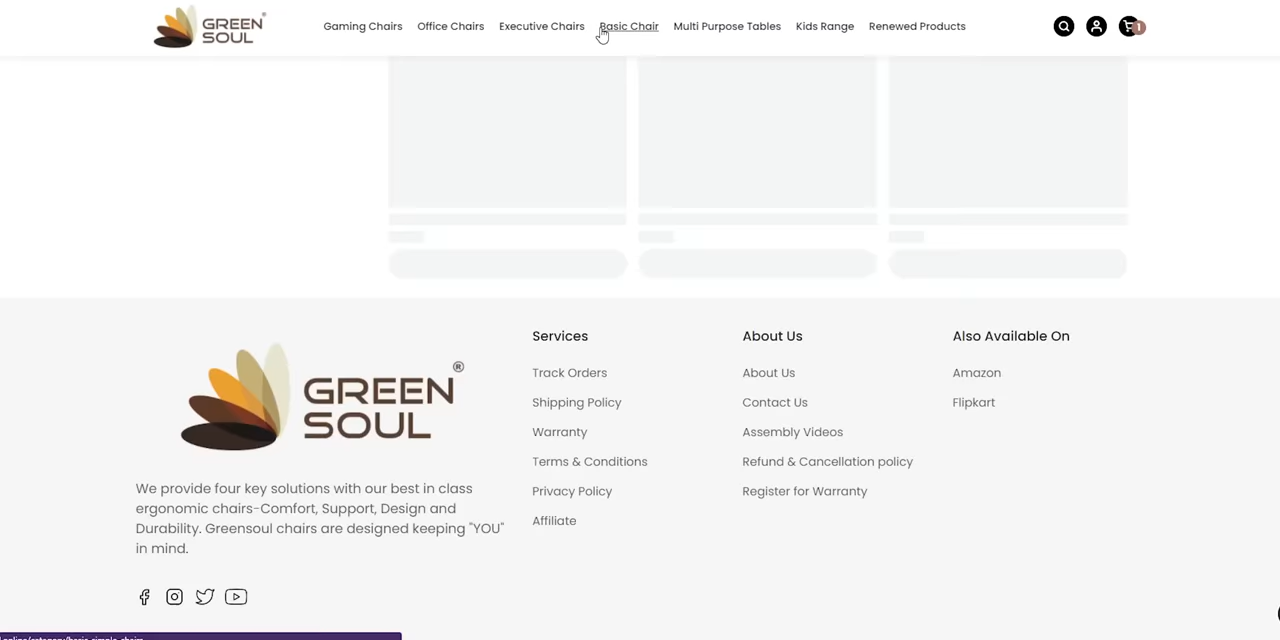 GREEN
SOUL®
Gaming Chairs
Office Chairs
Executive Chairs
Basic Chair
Multi Purpose Tables
Kids Range
Renewed Products
1
GREEN
SOUL
®
We provide four key solutions with our best in class
ergonomic chairs-Comfort, Support, Design and
Durability. Greensoul chairs are designed keeping "YOU"
in mind.
Services
Track Orders
Shipping Policy
Warranty
Terms & Conditions
Privacy Policy
Affiliate
About Us
About Us
Contact Us
Assembly Videos
Refund & Cancellation policy
Register for Warranty
Also Available On
Amazon
Flipkart